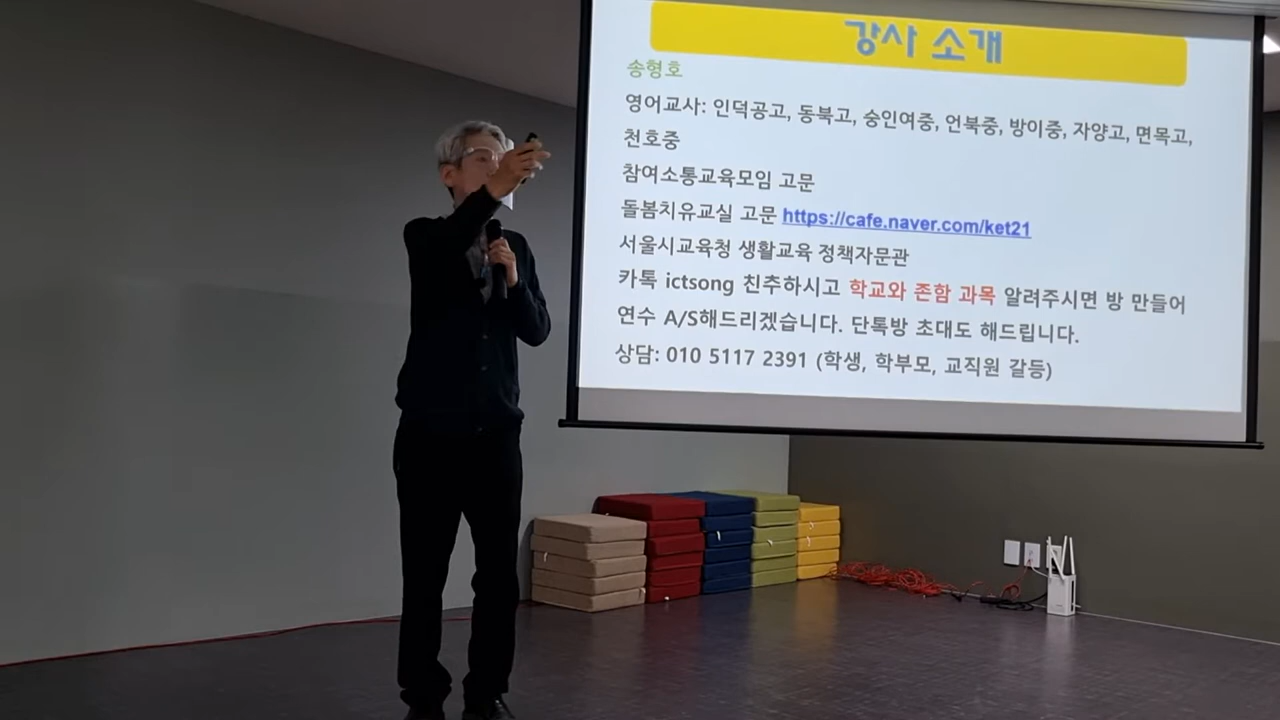 강사 소개
송형호
영어교사: 인덕공고, 동북고, 숭인여중, 언북중, 방이중, 자양고, 면목고,
천호중
참여소통교육모임 고문
돌봄치유교실 고문 https://cafe.naver.com/ket21
서울시교육청 생활교육 정책자문관
카톡 ictsong 친추하시고 학교와 존함 과목 알려주시면 방 만들어
연수 A/S해드리겠습니다. 단톡방 초대도 해드립니다.
상담: 010 5117 2391 (학생, 학부모, 교직원 갈등)